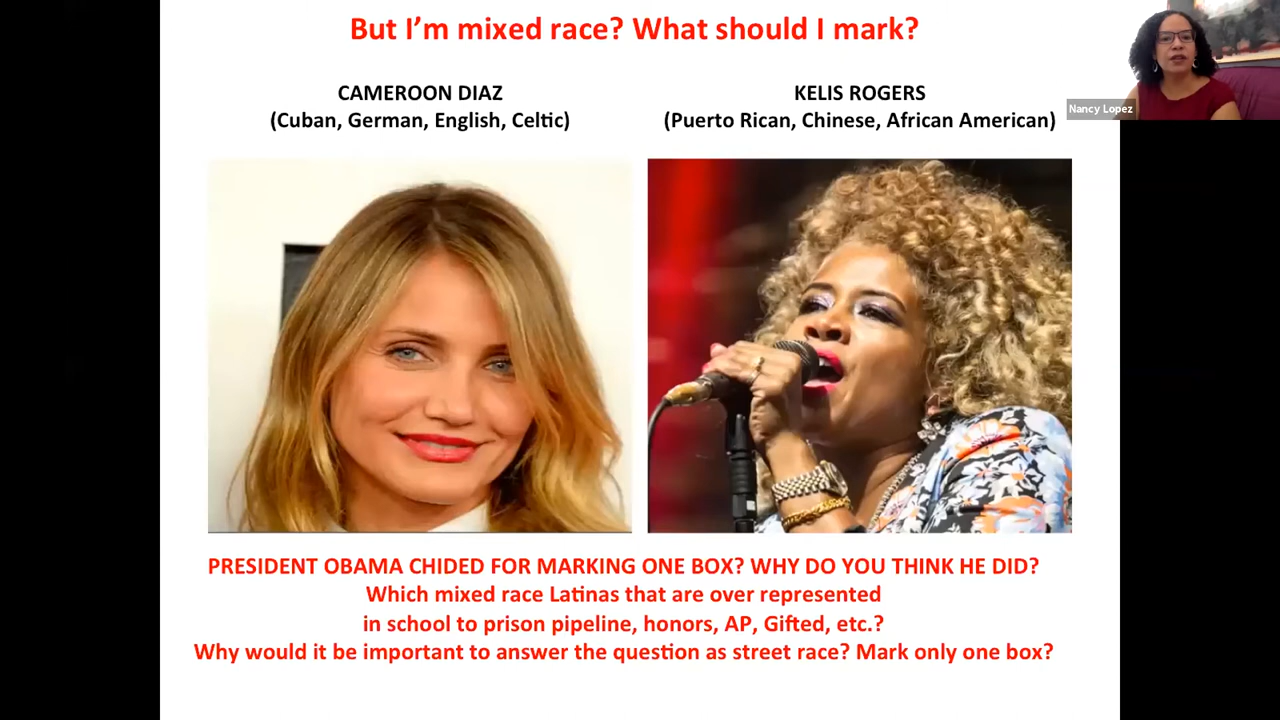 But I'm mixed race? What should I mark?
CAMEROON DIAZ
(Cuban, German, English, Celtic)
KELIS ROGERS
(Puerto Rican, Chinese, African American)
Nancy Lopez
PRESIDENT OBAMA CHIDED FOR MARKING ONE BOX? WHY DO YOU THINK HE DID?
Which mixed race Latinas that are over represented
in school to prison pipeline, honors, AP, Gifted, etc.?
Why would it be important to answer the question as street race? Mark only one box?